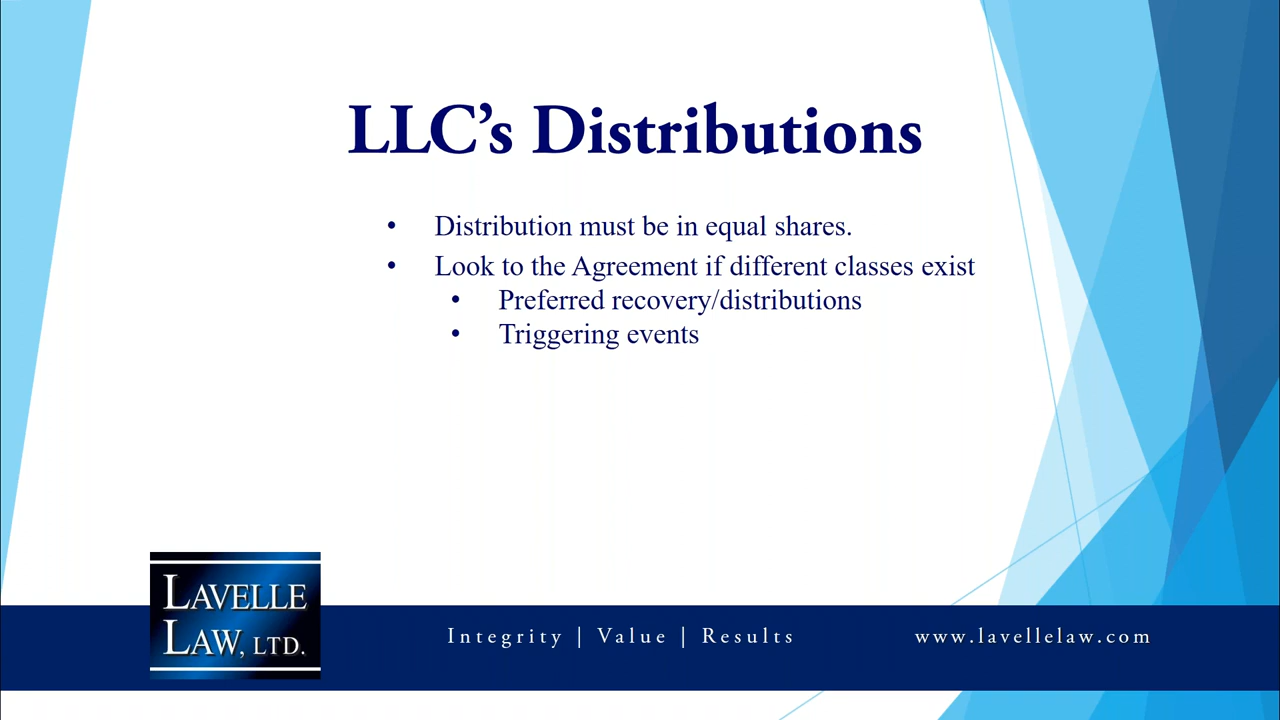 LLC’s Distributions
• Distribution must be in equal shares.
• Look to the Agreement if different classes exist
• Preferred recovery/distributions
• Triggering events
LAVELLE
LAW, LTD.
Integrity | Value | Results
www.lavellelaw.com